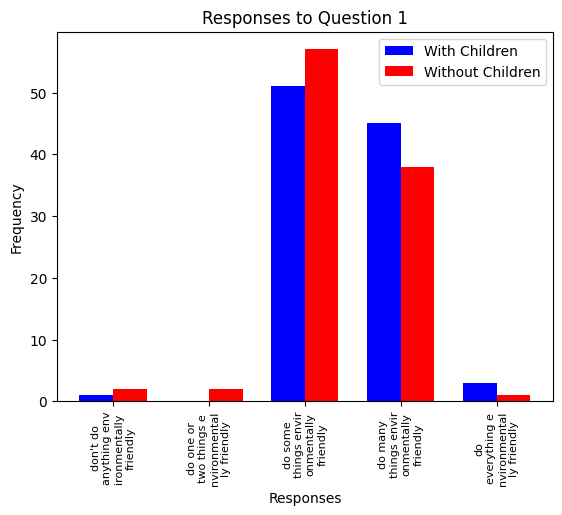 Responses to Question 1
With Children
Without Children
Frequency
50
40
30
20
10
0
don't do
anything env
ironmentally
friendly
do one or
two things e
nvironmental
ly friendly
do some
things envir
onmentally
friendly
do many
things envir
onmentally
friendly
do
everything e
nvironmental
ly friendly
Responses